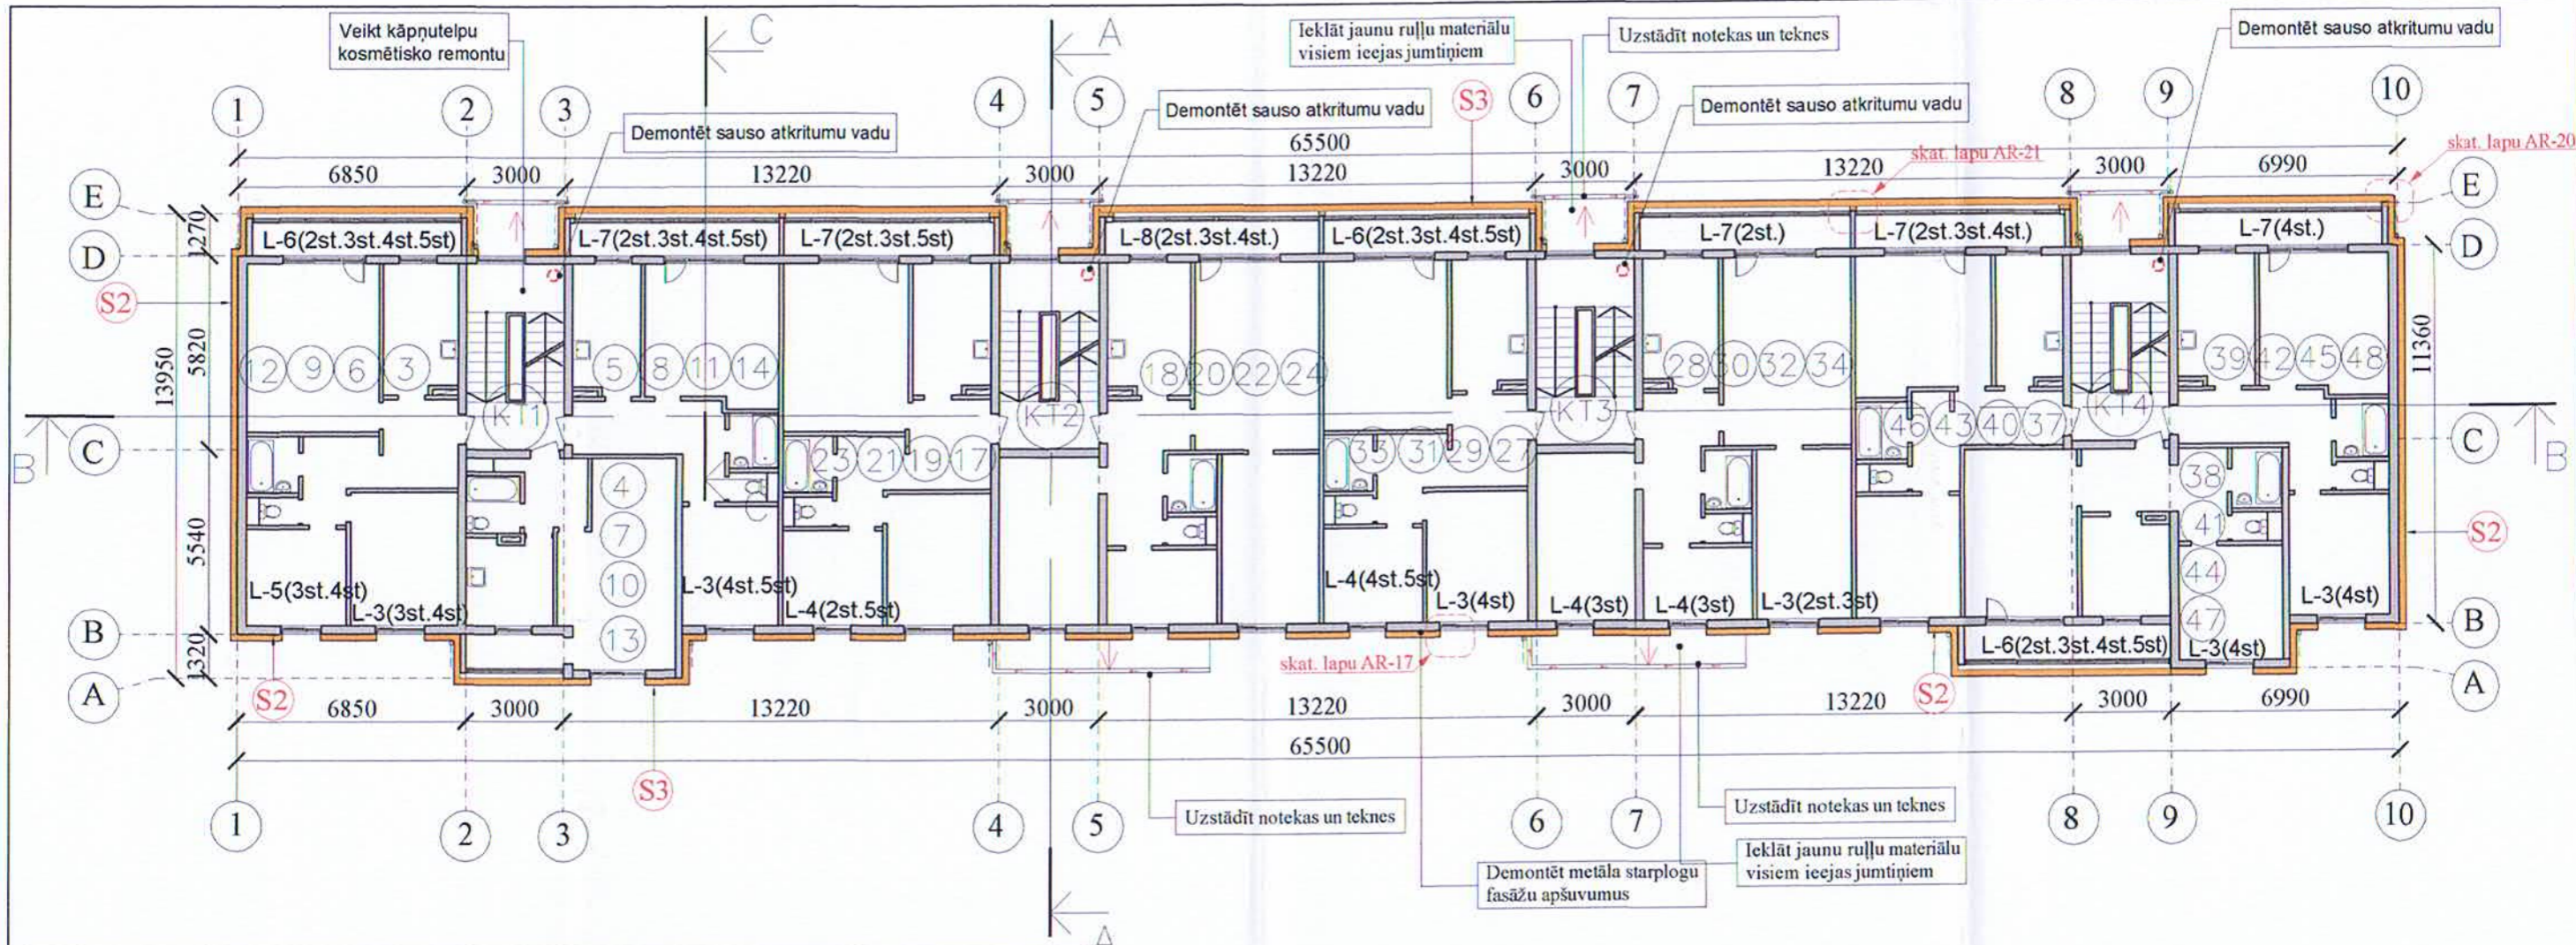 Veikt kāpņutelpu
kosmētisko remontu
C
A
Ieklāt jaunu ruļļu materiālu
visiem ieejas jumtiņiem
Uzstādīt notekas un teknes
Demontēt sauso atkritumu vadu
1
2
3
Demontēt sauso atkritumu vadu
4
5
Demontēt sauso atkritumu vadu
S3
6
7
Demontēt sauso atkritumu vadu
8
9
10
65500
skat. lapu AR-21
skat. lapu AR-20
6850
3000
13220
3000
13220
3000
13220
3000
6990
E
E
1270
L-6(2st.3st.4st.5st)
L-7(2st.3st.4st.5st)
L-7(2st.3st.5st)
L-8(2st.3st.4st.)
L-6(2st.3st.4st.5st)
L-7(2st.)
L-7(2st.3st.4st.)
L-7(4st.)
D
D
S2
13950
5820
11360
12 9 6 3
5 8 11 14
18 20 22 24
28 30 32 34
39 42 45 48
KT1
KT2
KT3
KT4
B
C
23 21 19 17
33 31 29 27
46 43 40 37
C
B
5540
C
4
7
10
13
38
41
44
47
S2
L-5(3st.4st)
L-3(3st.4st)
L-3(4st.5st)
L-4(2st.5st)
L-4(4st.5st)
L-3(4st)
L-4(3st)
L-4(3st)
L-3(2st.3st)
L-3(4st)
B
B
1320
L-6(2st.3st.4st.5st)
L-3(4st)
skat. lapu AR-17
A
S2
S2
A
6850
3000
13220
3000
13220
3000
13220
3000
6990
65500
S3
1
2
3
4
5
6
7
8
9
10
Uzstādīt notekas un teknes
Uzstādīt notekas un teknes
Demontēt metāla starplogu
fasāžu apšuvumus
Ieklāt jaunu ruļļu materiālu
visiem ieejas jumtiņiem
A